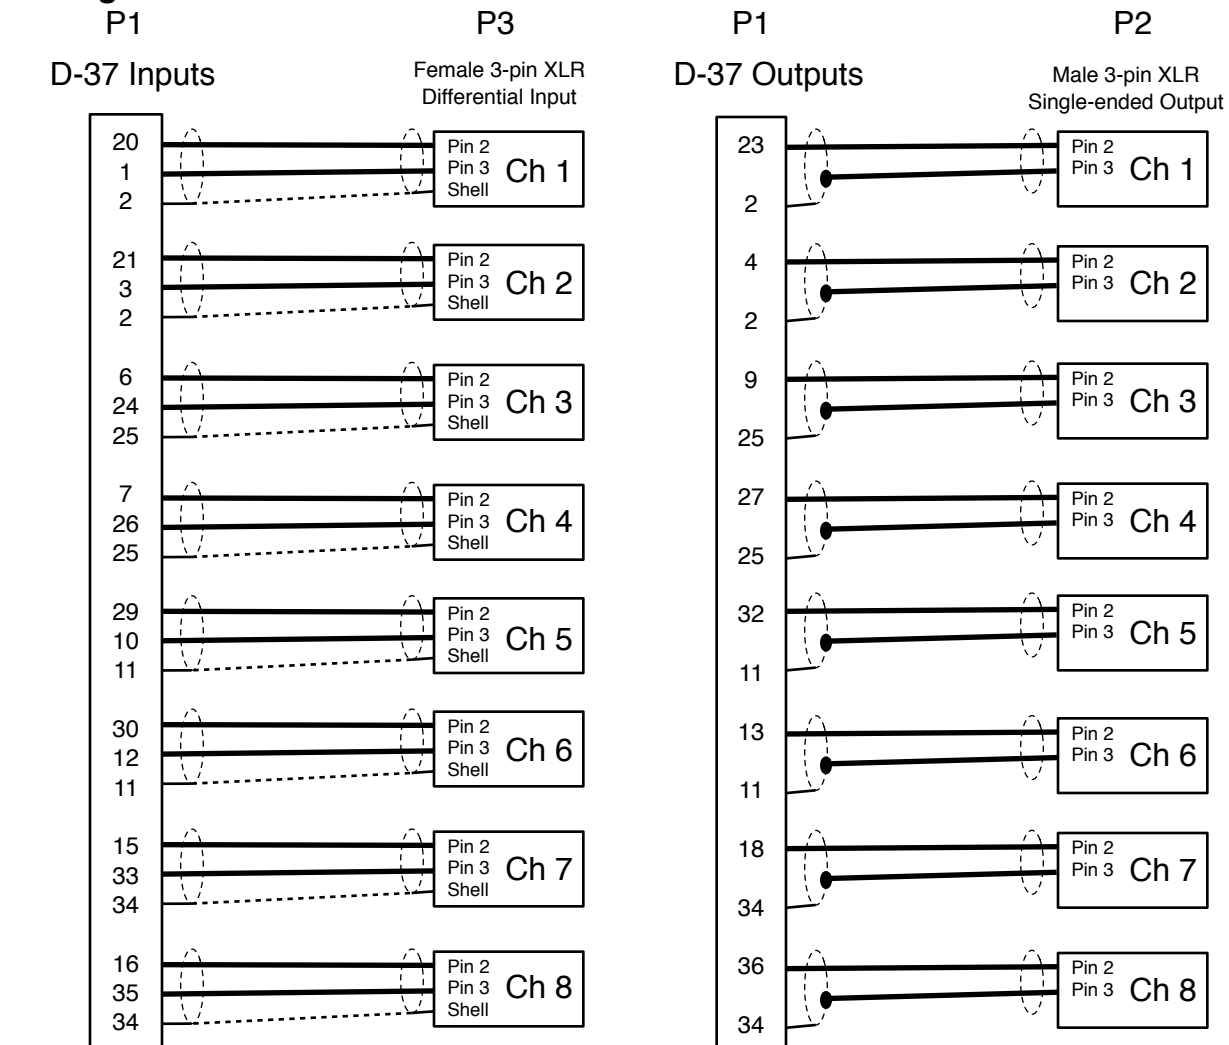 P1
P3
D-37 Inputs
Female 3-pin XLR
Differential Input
20
1
2
Pin 2
Pin 3
Shell
Ch 1
21
3
2
Pin 2
Pin 3
Shell
Ch 2
6
24
25
Pin 2
Pin 3
Shell
Ch 3
7
26
25
Pin 2
Pin 3
Shell
Ch 4
29
10
11
Pin 2
Pin 3
Shell
Ch 5
30
12
11
Pin 2
Pin 3
Shell
Ch 6
15
33
34
Pin 2
Pin 3
Shell
Ch 7
16
35
34
Pin 2
Pin 3
Shell
Ch 8
P1
P2
D-37 Outputs
Male 3-pin XLR
Single-ended Output
23
2
Pin 2
Pin 3
Ch 1
4
2
Pin 2
Pin 3
Ch 2
9
25
Pin 2
Pin 3
Ch 3
27
25
Pin 2
Pin 3
Ch 4
32
11
Pin 2
Pin 3
Ch 5
13
11
Pin 2
Pin 3
Ch 6
18
34
Pin 2
Pin 3
Ch 7
36
34
Pin 2
Pin 3
Ch 8